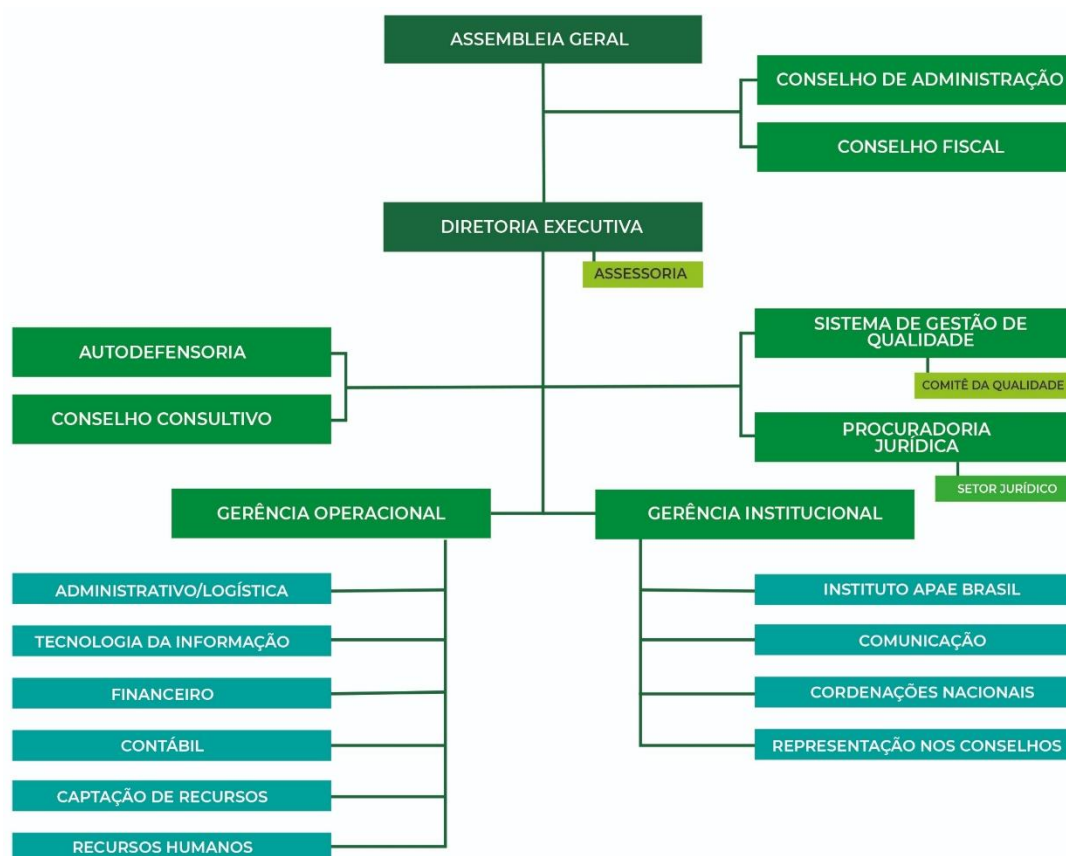 ASSEMBLEIA GERAL
CONSELHO DE ADMINISTRAÇÃO
CONSELHO FISCAL
DIRETORIA EXECUTIVA
ASSESSORIA
AUTODEFENSORIA
CONSELHO CONSULTIVO
SISTEMA DE GESTÃO DE
QUALIDADE
COMITÊ DA QUALIDADE
PROCURADORIA
JURÍDICA
SETOR JURÍDICO
GERÊNCIA OPERACIONAL
GERÊNCIA INSTITUCIONAL
ADMINISTRATIVO/LOGÍSTICA
TECNOLOGIA DA INFORMAÇÃO
FINANCEIRO
CONTÁBIL
CAPTAÇÃO DE RECURSOS
RECURSOS HUMANOS
INSTITUTO APAE BRASIL
COMUNICAÇÃO
CORDENAÇÕES NACIONAIS
REPRESENTAÇÃO NOS CONSELHOS